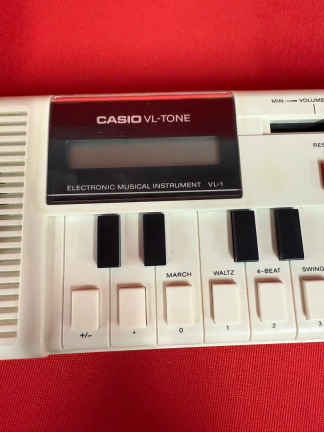 MIN. VOLUME
CASIO VL-TONE
ELECTRONIC MUSICAL INSTRUMENT VL-1
MARCH WALTZ 4-BEAT SWING
+/- • 0 1 2 3